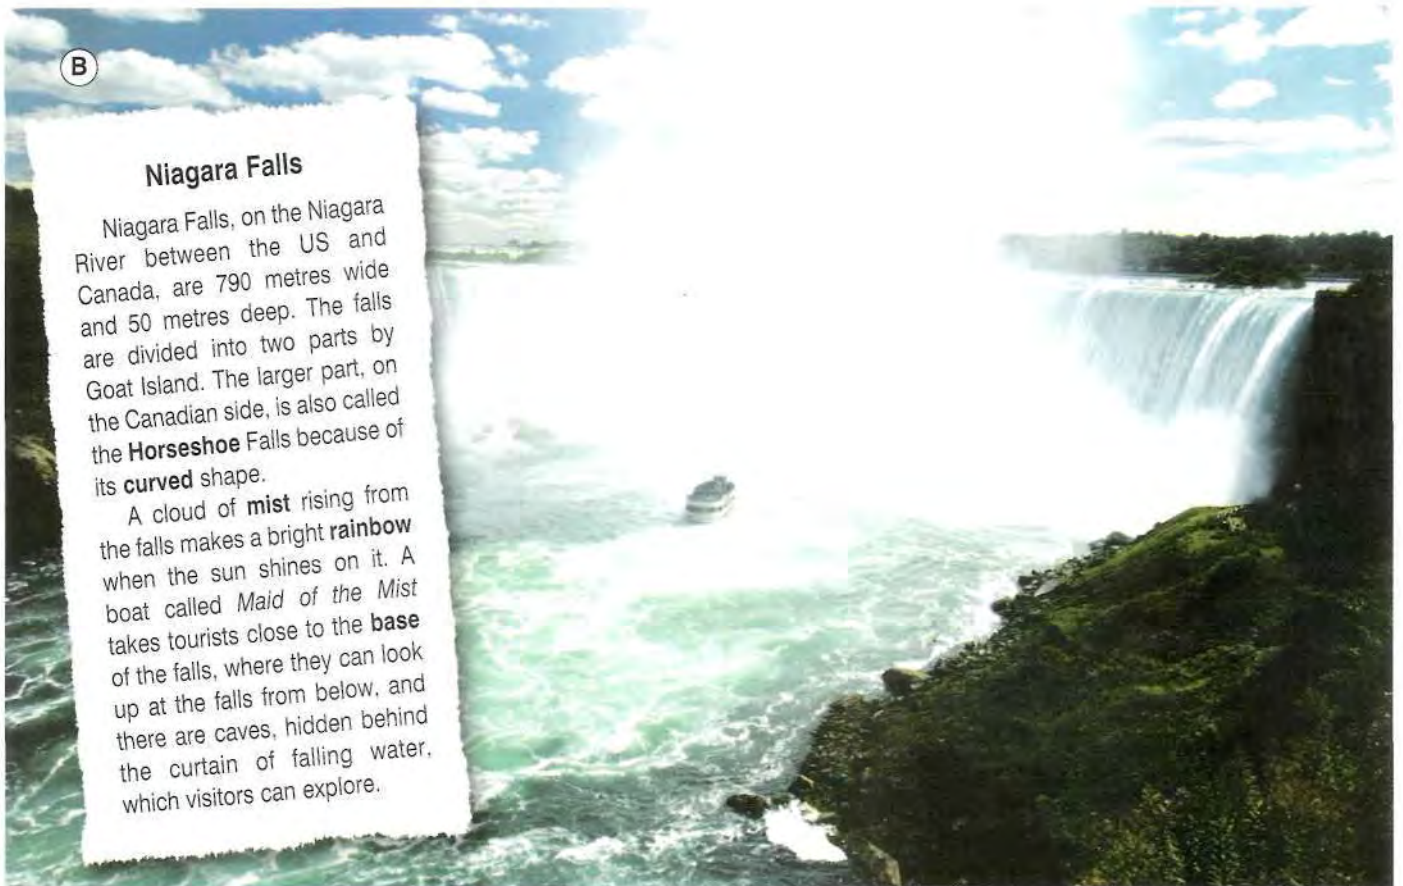 B
Niagara Falls
Niagara Falls, on the Niagara
River between the US and
Canada, are 790 metres wide
and 50 metres deep. The falls
are divided into two parts by
Goat Island. The larger part, on
the Canadian side, is also called
the Horseshoe Falls because of
its curved shape.
A cloud of mist rising from
the falls makes a bright rainbow
when the sun shines on it. A
boat called Maid of the Mist
takes tourists close to the base
of the falls, where they can look
up at the falls from below, and
there are caves, hidden behind
the curtain of falling water,
which visitors can explore.